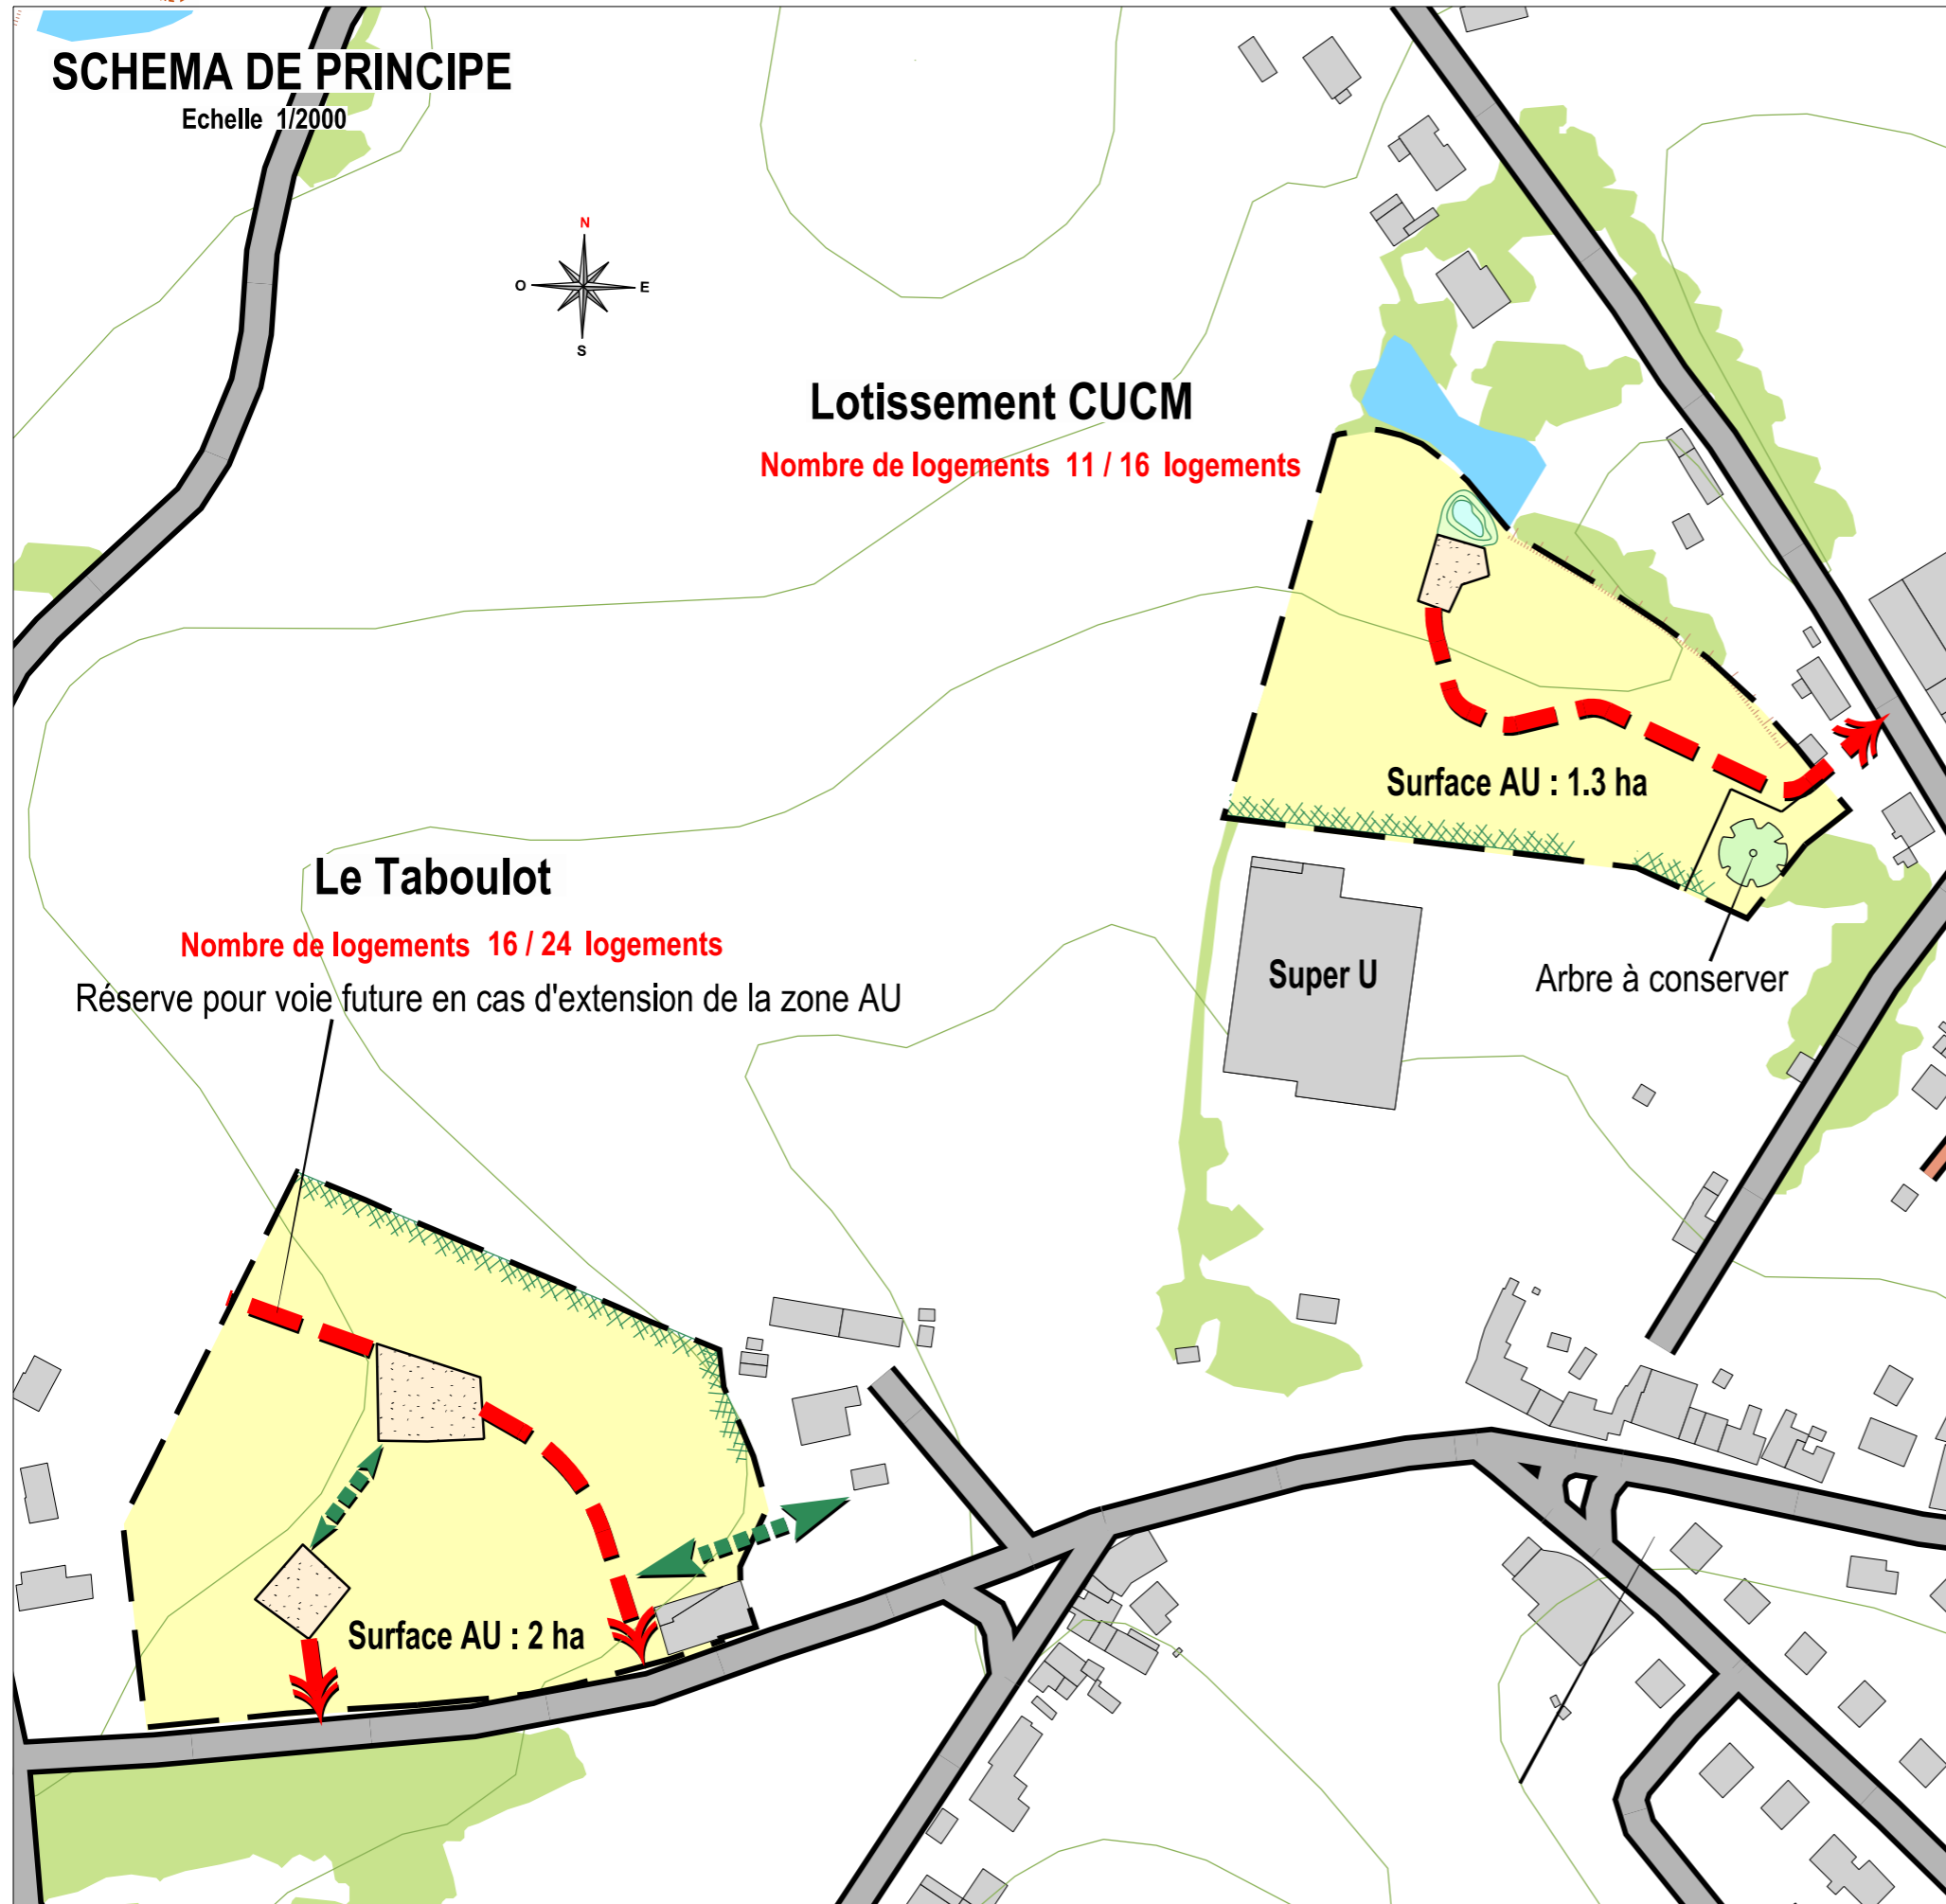 SCHEMA DE PRINCIPE
Echelle 1/2000
N
O
E
S
Lotissement CUCM
Nombre de logements 11 / 16 logements
Surface AU : 1.3 ha
Le Taboulot
Nombre de logements 16 / 24 logements
Réserve pour voie future en cas d'extension de la zone AU
Super U
Arbre à conserver
Surface AU : 2 ha